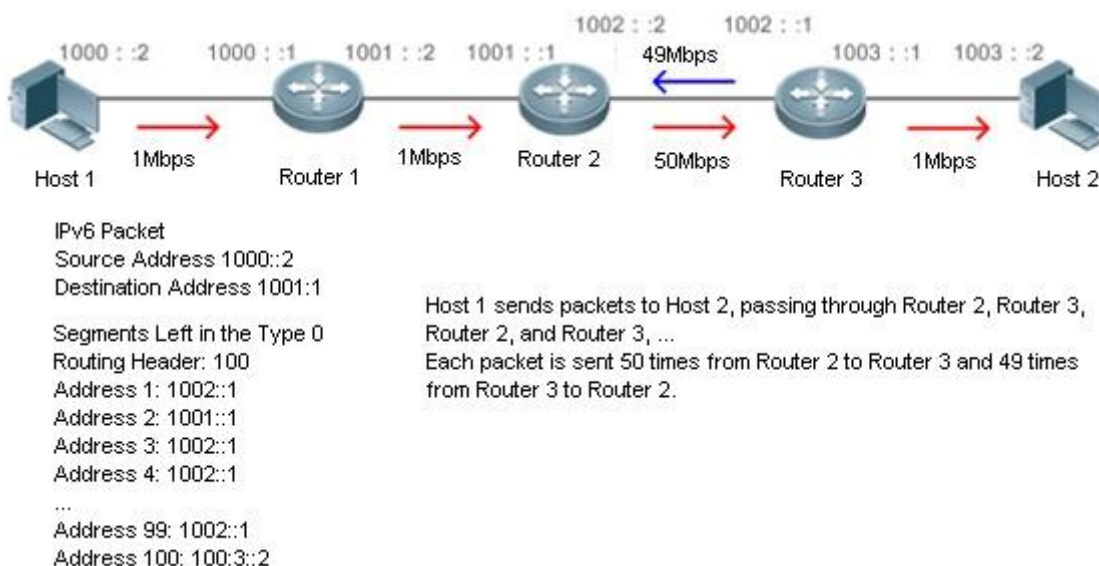 1002 : : :2 1002 : ::1
1000 : ::2 1000 : ::1 1001 : ::2 1001 : ::1 49Mbps 1003 : ::1 1003 : ::2
1Mbps 1Mbps 50Mbps 1Mbps
Host 1 Router 1 Router 2 Router 3 Host 2
IPv6 Packet
Source Address 1000::2
Destination Address 1001:1
Segments Left in the Type 0
Routing Header: 100
Address 1: 1002::1
Address 2: 1001::1
Address 3: 1002::1
Address 4: 1002::1
...
Address 99: 1002::1
Address 100: 100:3::2
Host 1 sends packets to Host 2, passing through Router 2, Router 3,
Router 2, and Router 3, ...
Each packet is sent 50 times from Router 2 to Router 3 and 49 times
from Router 3 to Router 2.